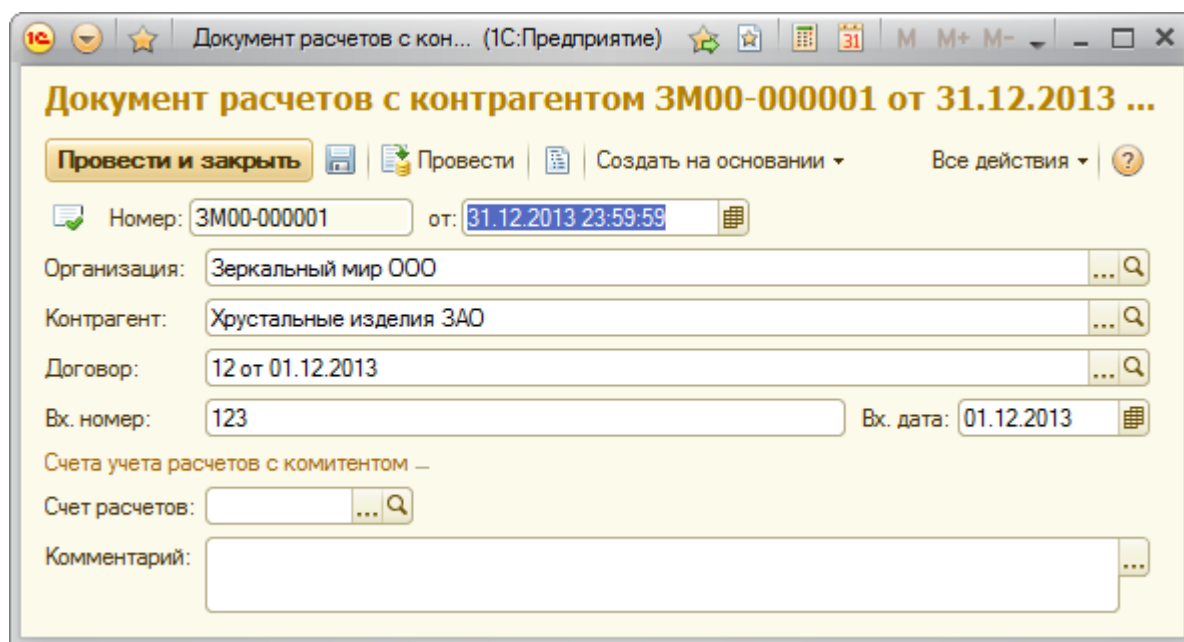 1С Документ расчетов с кон... (1С:Предприятие) 31 M M+ M-
Документ расчетов с контрагентом ЗМ00-000001 от 31.12.2013 ...
Провести и закрыть Провести Создать на основании Все действия ?
Номер: ЗМ00-000001 от: 31.12.2013 23:59:59
Организация: Зеркальный мир ООО ...
Контрагент: Хрустальные изделия ЗАО ...
Договор: 12 от 01.12.2013 ...
Вх. номер: 123 Вх. дата: 01.12.2013
Счета учета расчетов с комитентом
Счет расчетов: ...
Комментарий: ...